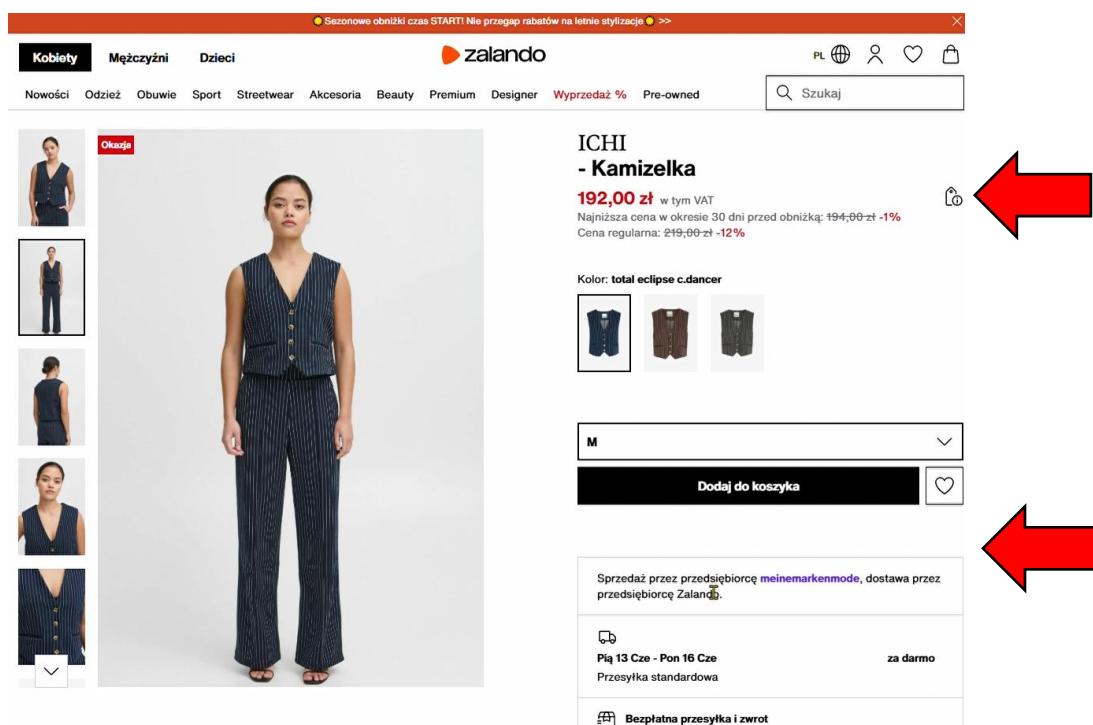 Sezonowe obniżki czas START! Nie przegap rabatów na letnie stylizacje >>
Kobiety Mężczyźni Dzieci
zalando
PL
Nowości Odzież Obuwie Sport Streetwear Akcesoria Beauty Premium Designer Wyprzedaż % Pre-owned
Szukaj
Okazja
ICHI
- Kamizelka
192,00 zł w tym VAT
Najniższa cena w okresie 30 dni przed obniżką: 194,00 zł -1%
Cena regularna: 219,00 zł -12%
Kolor: total eclipse c.dancer
M
Dodaj do koszyka
Sprzedaż przez przedsiębiorcę meinemarkenmode, dostawa przez
przedsiębiorcę Zalando.
Pią 13 Cze - Pon 16 Cze za darmo
Przesyłka standardowa
Bezpłatna przesyłka i zwrot